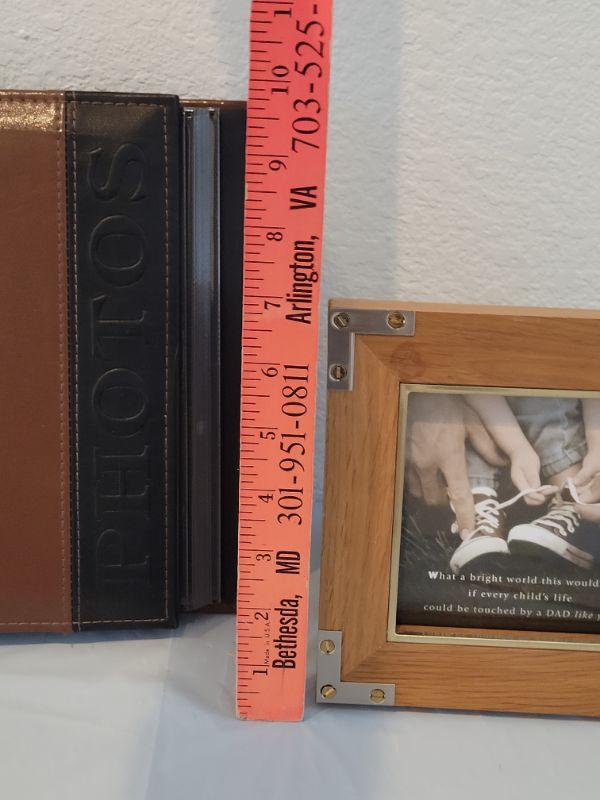 PHOTOS
1 2 3 4 5 6 7 8 9 10 1
Made in U.S.A.
Bethesda, MD 301-951-0811
Arlington, VA 703-525-
What a bright world this would
if every child's life
could be touched by a DAD like